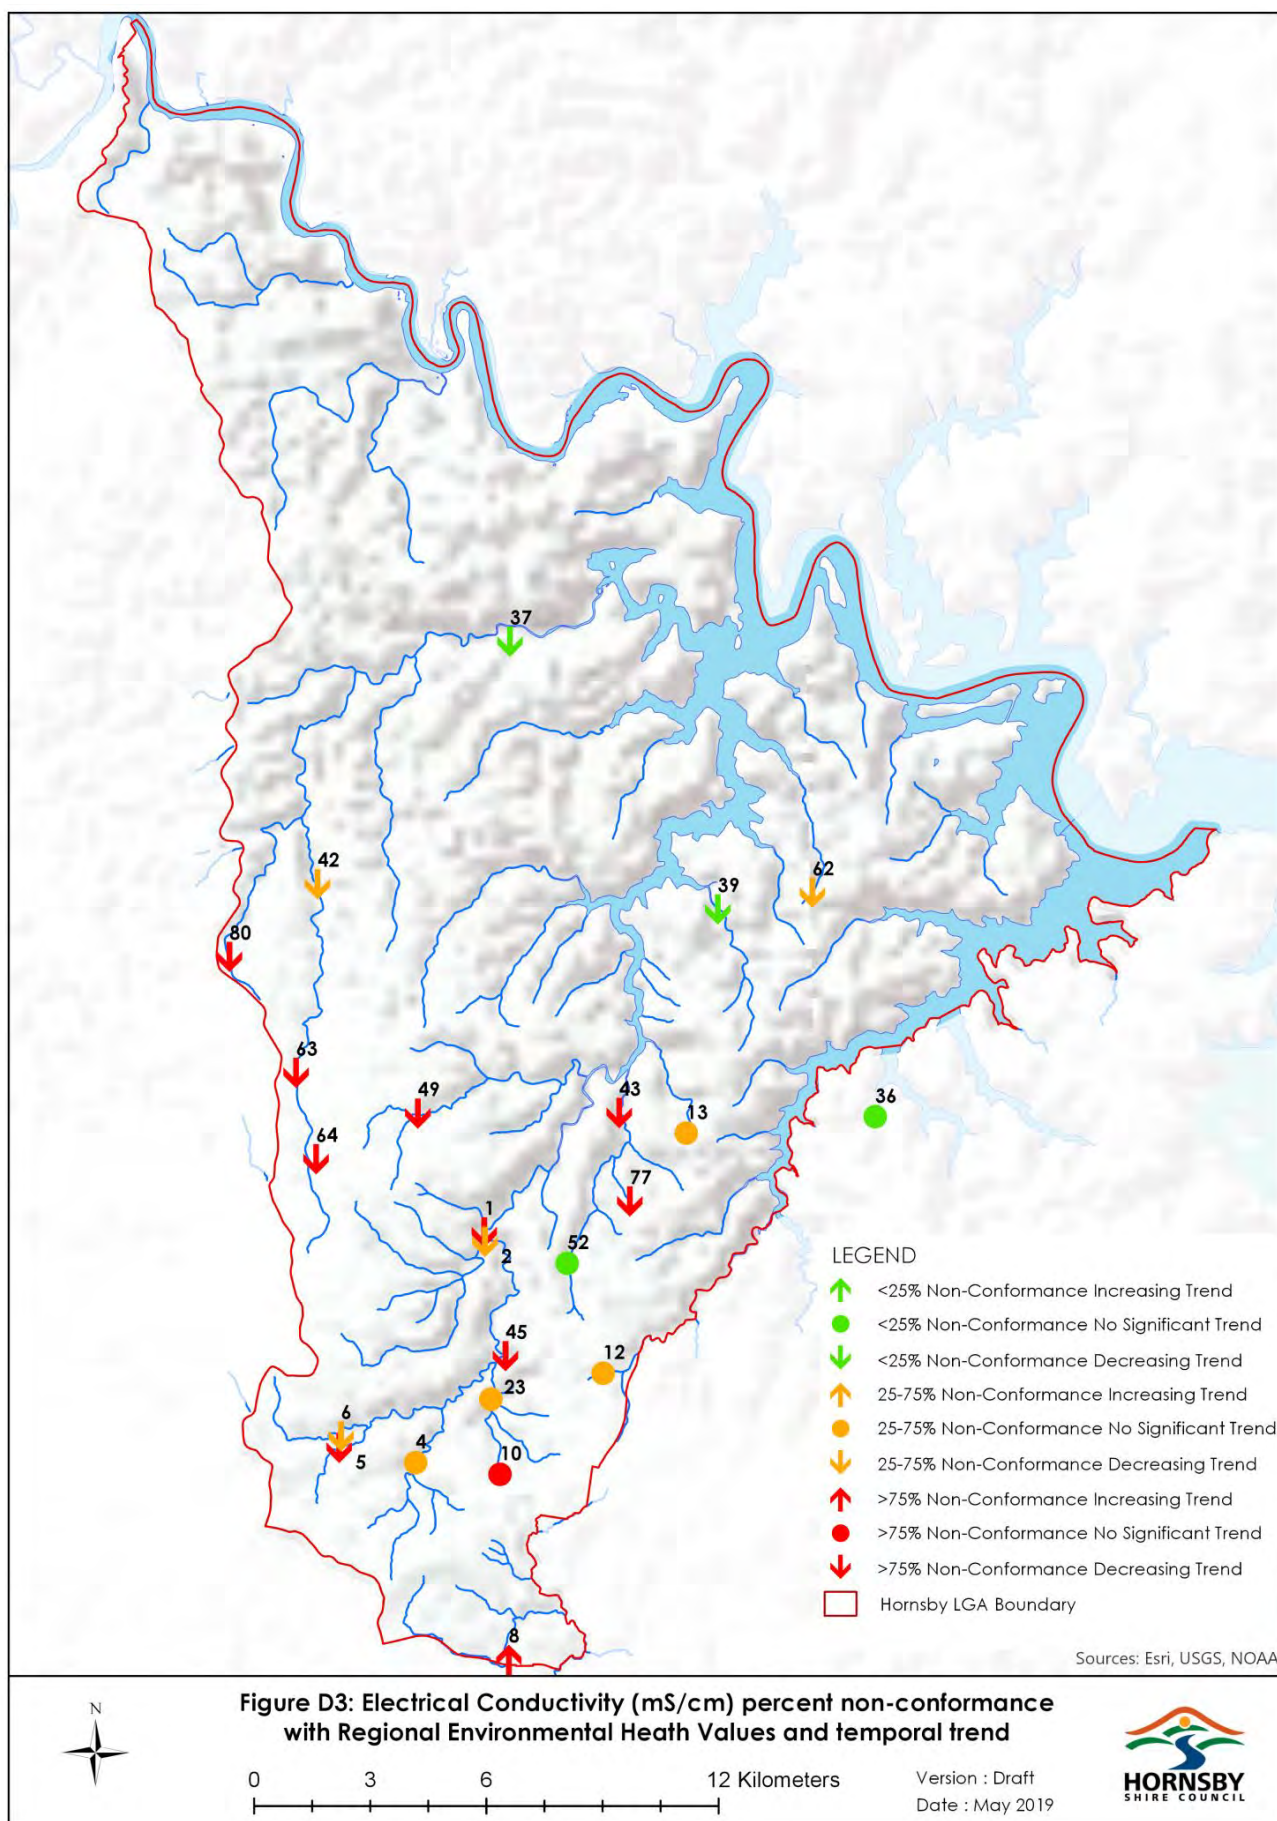 37
42
39
62
80
63
49
43
13
36
64
77
1
2
52
45
12
23
6
5
4
10
8
LEGEND
<25% Non-Conformance Increasing Trend
<25% Non-Conformance No Significant Trend
<25% Non-Conformance Decreasing Trend
25-75% Non-Conformance Increasing Trend
25-75% Non-Conformance No Significant Trend
25-75% Non-Conformance Decreasing Trend
>75% Non-Conformance Increasing Trend
>75% Non-Conformance No Significant Trend
>75% Non-Conformance Decreasing Trend
Hornsby LGA Boundary
Sources: Esri, USGS, NOAA
N
Figure D3: Electrical Conductivity (mS/cm) percent non-conformance
with Regional Environmental Heath Values and temporal trend
0 3 6 12 Kilometers
Version : Draft
Date : May 2019
HORNSBY
SHIRE COUNCIL